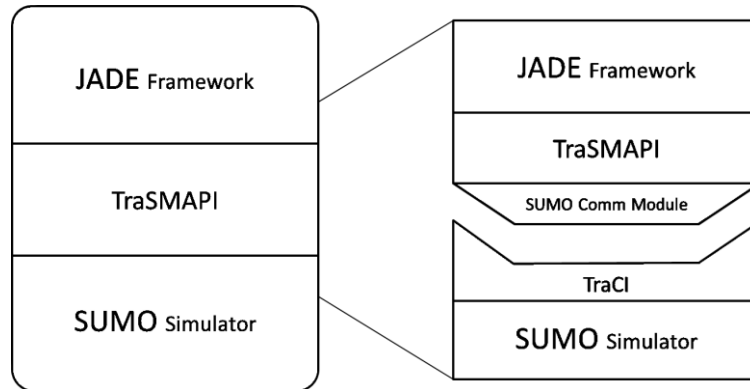 JADE Framework
TraSMAPI
SUMO Simulator
JADE Framework
TraSMAPI
SUMO Comm Module
TraCI
SUMO Simulator